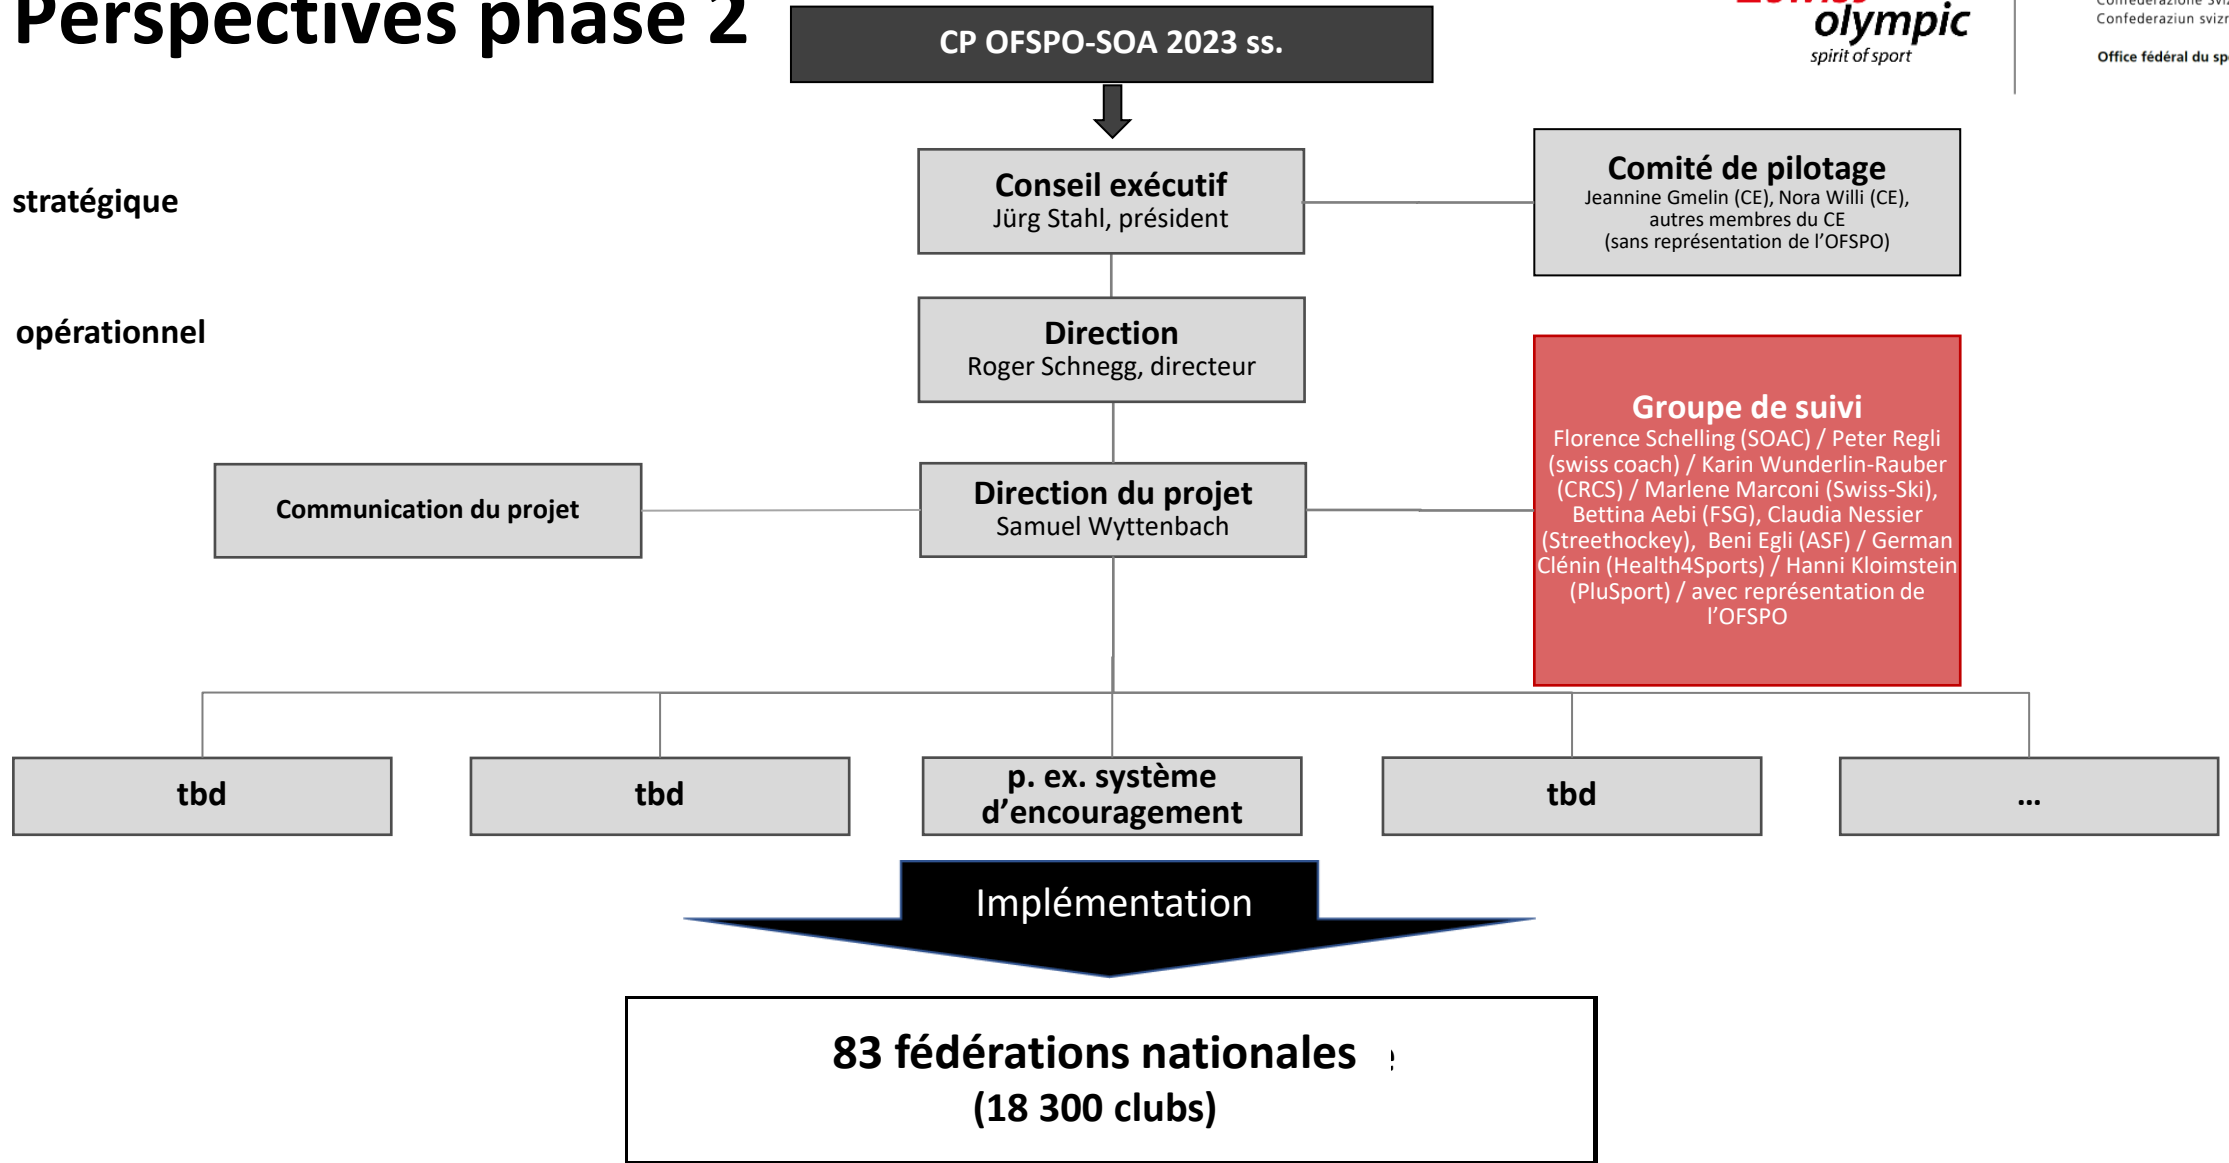 Perspectives phase 2
CP OFSPO-SOA 2023 ss.
swiss
olympic
spirit of sport
Confederaziun svizr
Office fédéral du sp
stratégique
Conseil exécutif
Jürg Stahl, président
Comité de pilotage
Jeannine Gmelin (CE), Nora Willi (CE),
autres membres du CE
(sans représentation de l’OFSPO)
opérationnel
Direction
Roger Schnegg, directeur
Groupe de suivi
Florence Schelling (SOAC) / Peter Regli
(swiss coach) / Karin Wunderlin-Rauber
(CRCS) / Marlene Marconi (Swiss-Ski),
Bettina Aebi (FSG), Claudia Nessier
(Streethockey), Beni Egli (ASF) / German
Clénin (Health4Sports) / Hanni Kloimstein
(PluSport) / avec représentation de
l’OFSPO
Communication du projet
Direction du projet
Samuel Wyttenbach
tbd
tbd
p. ex. système
d’encouragement
tbd
...
Implémentation
83 fédérations nationales
(18 300 clubs)